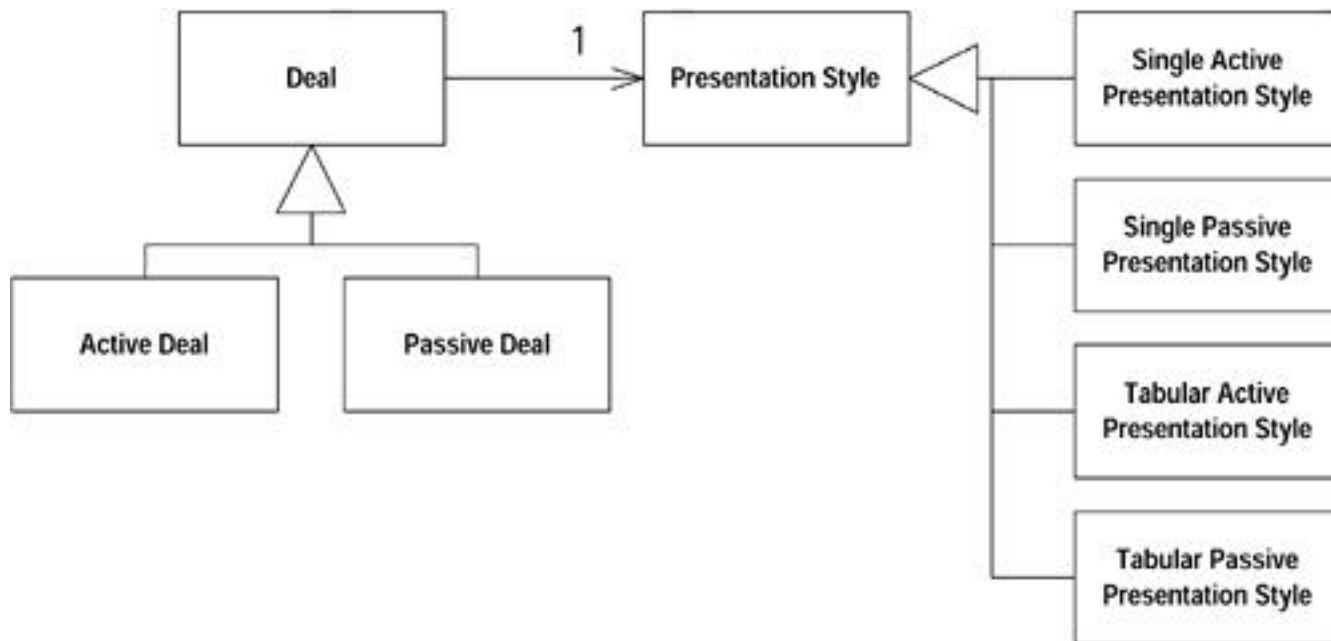 Deal
1
Presentation Style
Single Active
Presentation Style
Single Passive
Presentation Style
Active Deal
Passive Deal
Tabular Active
Presentation Style
Tabular Passive
Presentation Style